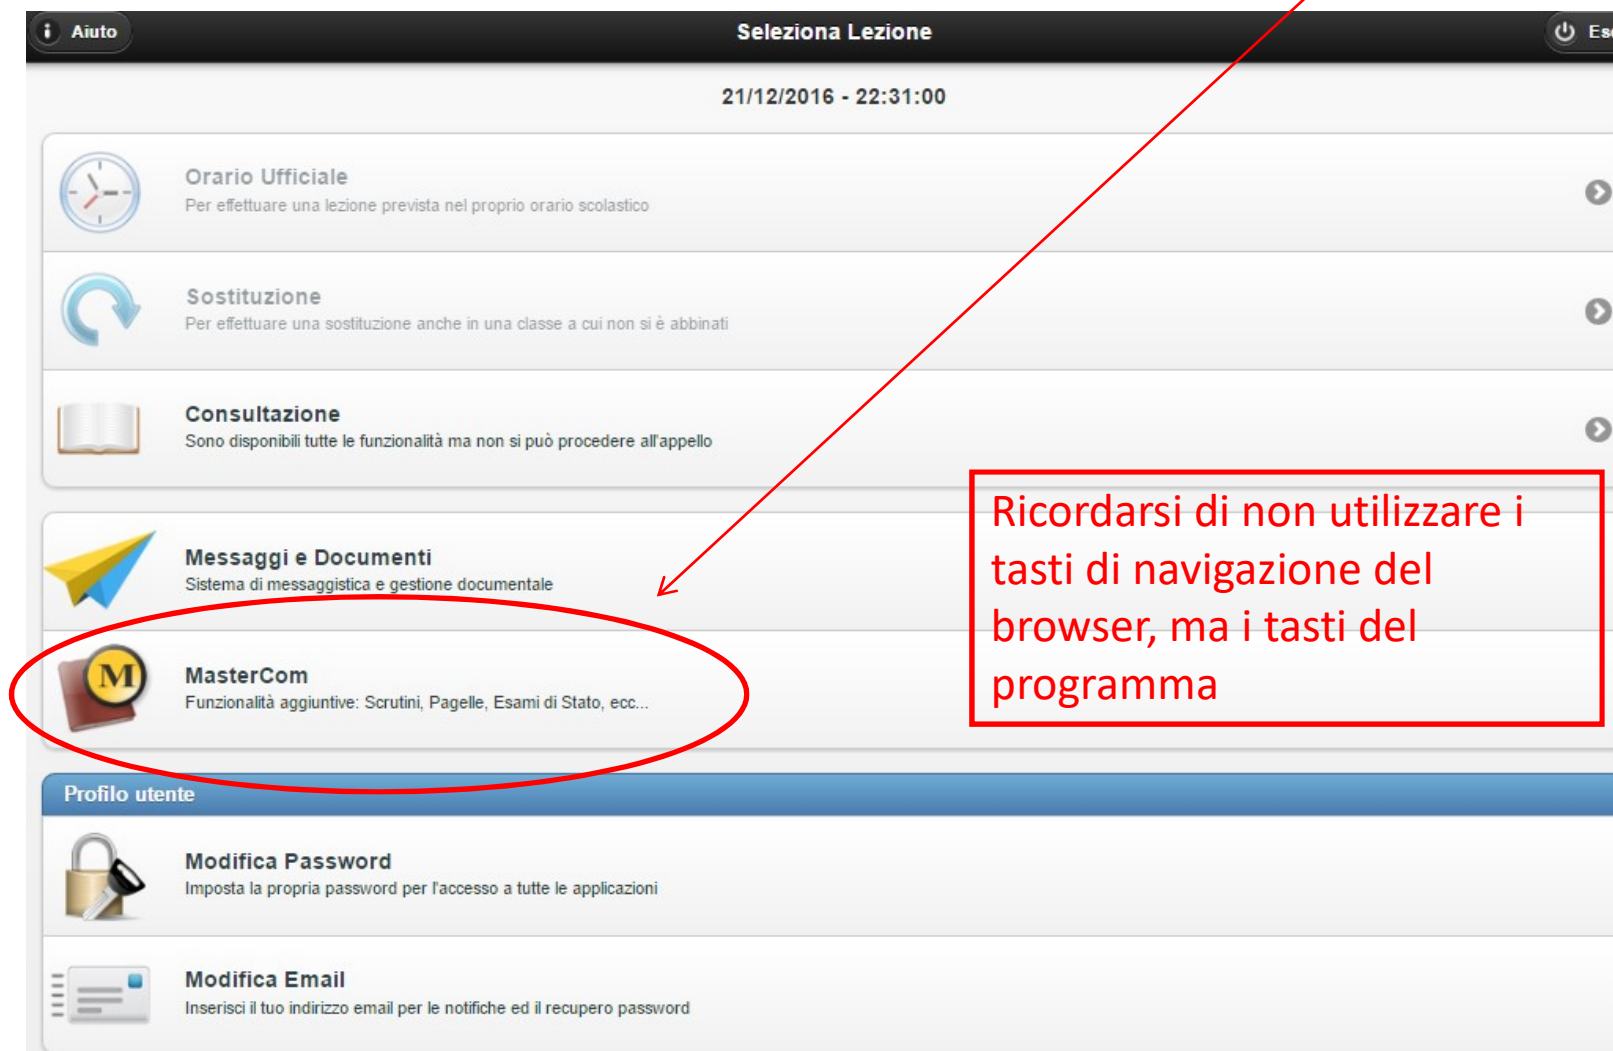 Aiuto
Seleziona Lezione
Esc
21/12/2016 - 22:31:00
Orario Ufficiale
Per effettuare una lezione prevista nel proprio orario scolastico
Sostituzione
Per effettuare una sostituzione anche in una classe a cui non si è abbinati
Consultazione
Sono disponibili tutte le funzionalità ma non si può procedere all'appello
Messaggi e Documenti
Sistema di messaggistica e gestione documentale
M
MasterCom
Funzionalità aggiuntive: Scrutini, Pagelle, Esami di Stato, ecc...
Ricordarsi di non utilizzare i
tasti di navigazione del
browser, ma i tasti del
programma
Profilo utente
Modifica Password
Imposta la propria password per l'accesso a tutte le applicazioni
Modifica Email
Inserisci il tuo indirizzo email per le notifiche ed il recupero password